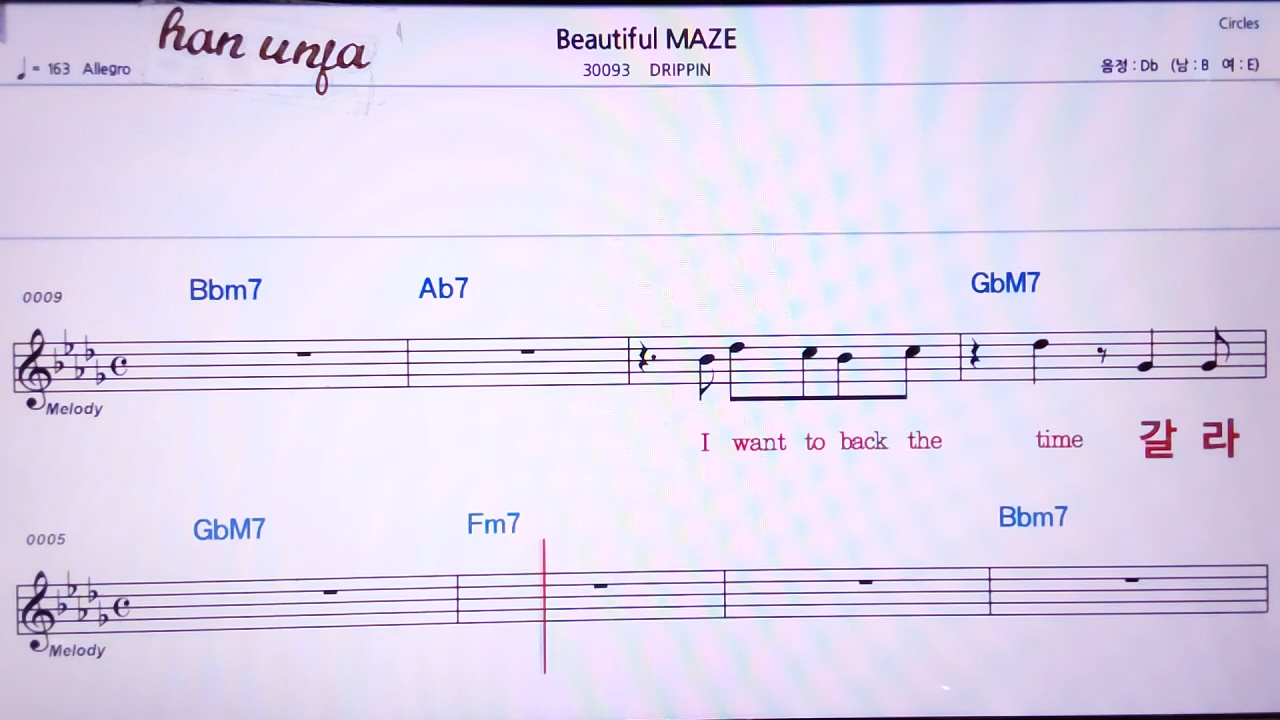 han unfa
Beautiful MAZE
Circles
♩= 163 Allegro
30093 DRIPPIN
음정 : Db (남 : B 여 : E)
0009 Bbm7 Ab7 GbM7
Melody
I want to back the time 갈 라
0005 GbM7 Fm7 Bbm7
Melody